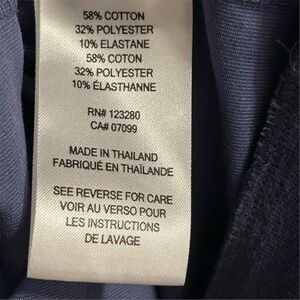 58% COTTON
32% POLYESTER
10% ELASTANE
58% COTON
32% POLYESTER
10% ÉLASTHANNE
RN# 123280
CA# 07099
MADE IN THAILAND
FABRIQUÉ EN THAÏLANDE
SEE REVERSE FOR CARE
VOIR AU VERSO POUR
LES INSTRUCTIONS
DE LAVAGE